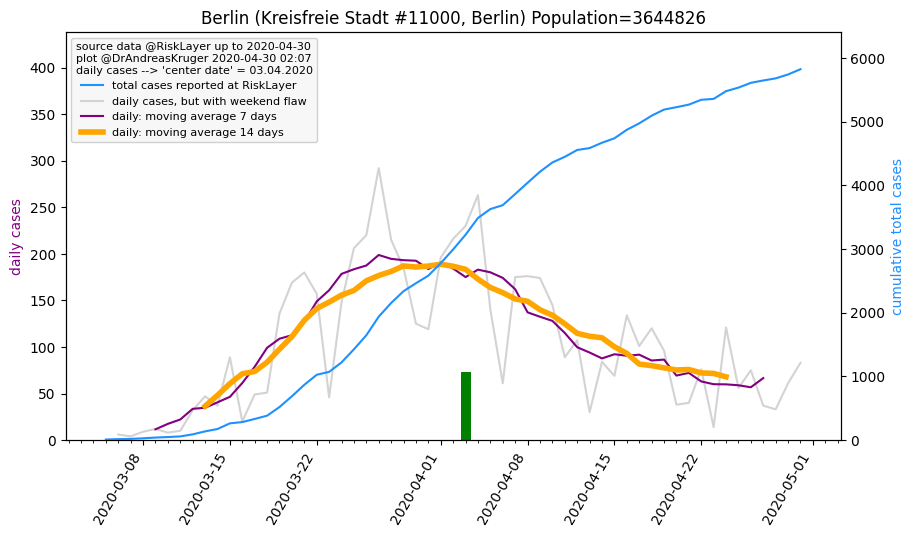 Berlin (Kreisfreie Stadt #11000, Berlin) Population=3644826
source data @RiskLayer up to 2020-04-30
plot @DrAndreasKruger 2020-04-30 02:07
daily cases --> 'center date' = 03.04.2020
total cases reported at RiskLayer
daily cases, but with weekend flaw
daily: moving average 7 days
daily: moving average 14 days
daily cases
400
350
300
250
200
150
100
50
0
6000
5000
4000
3000
2000
1000
0
cumulative total cases
2020-03-08
2020-03-15
2020-03-22
2020-04-01
2020-04-08
2020-04-15
2020-04-22
2020-05-01